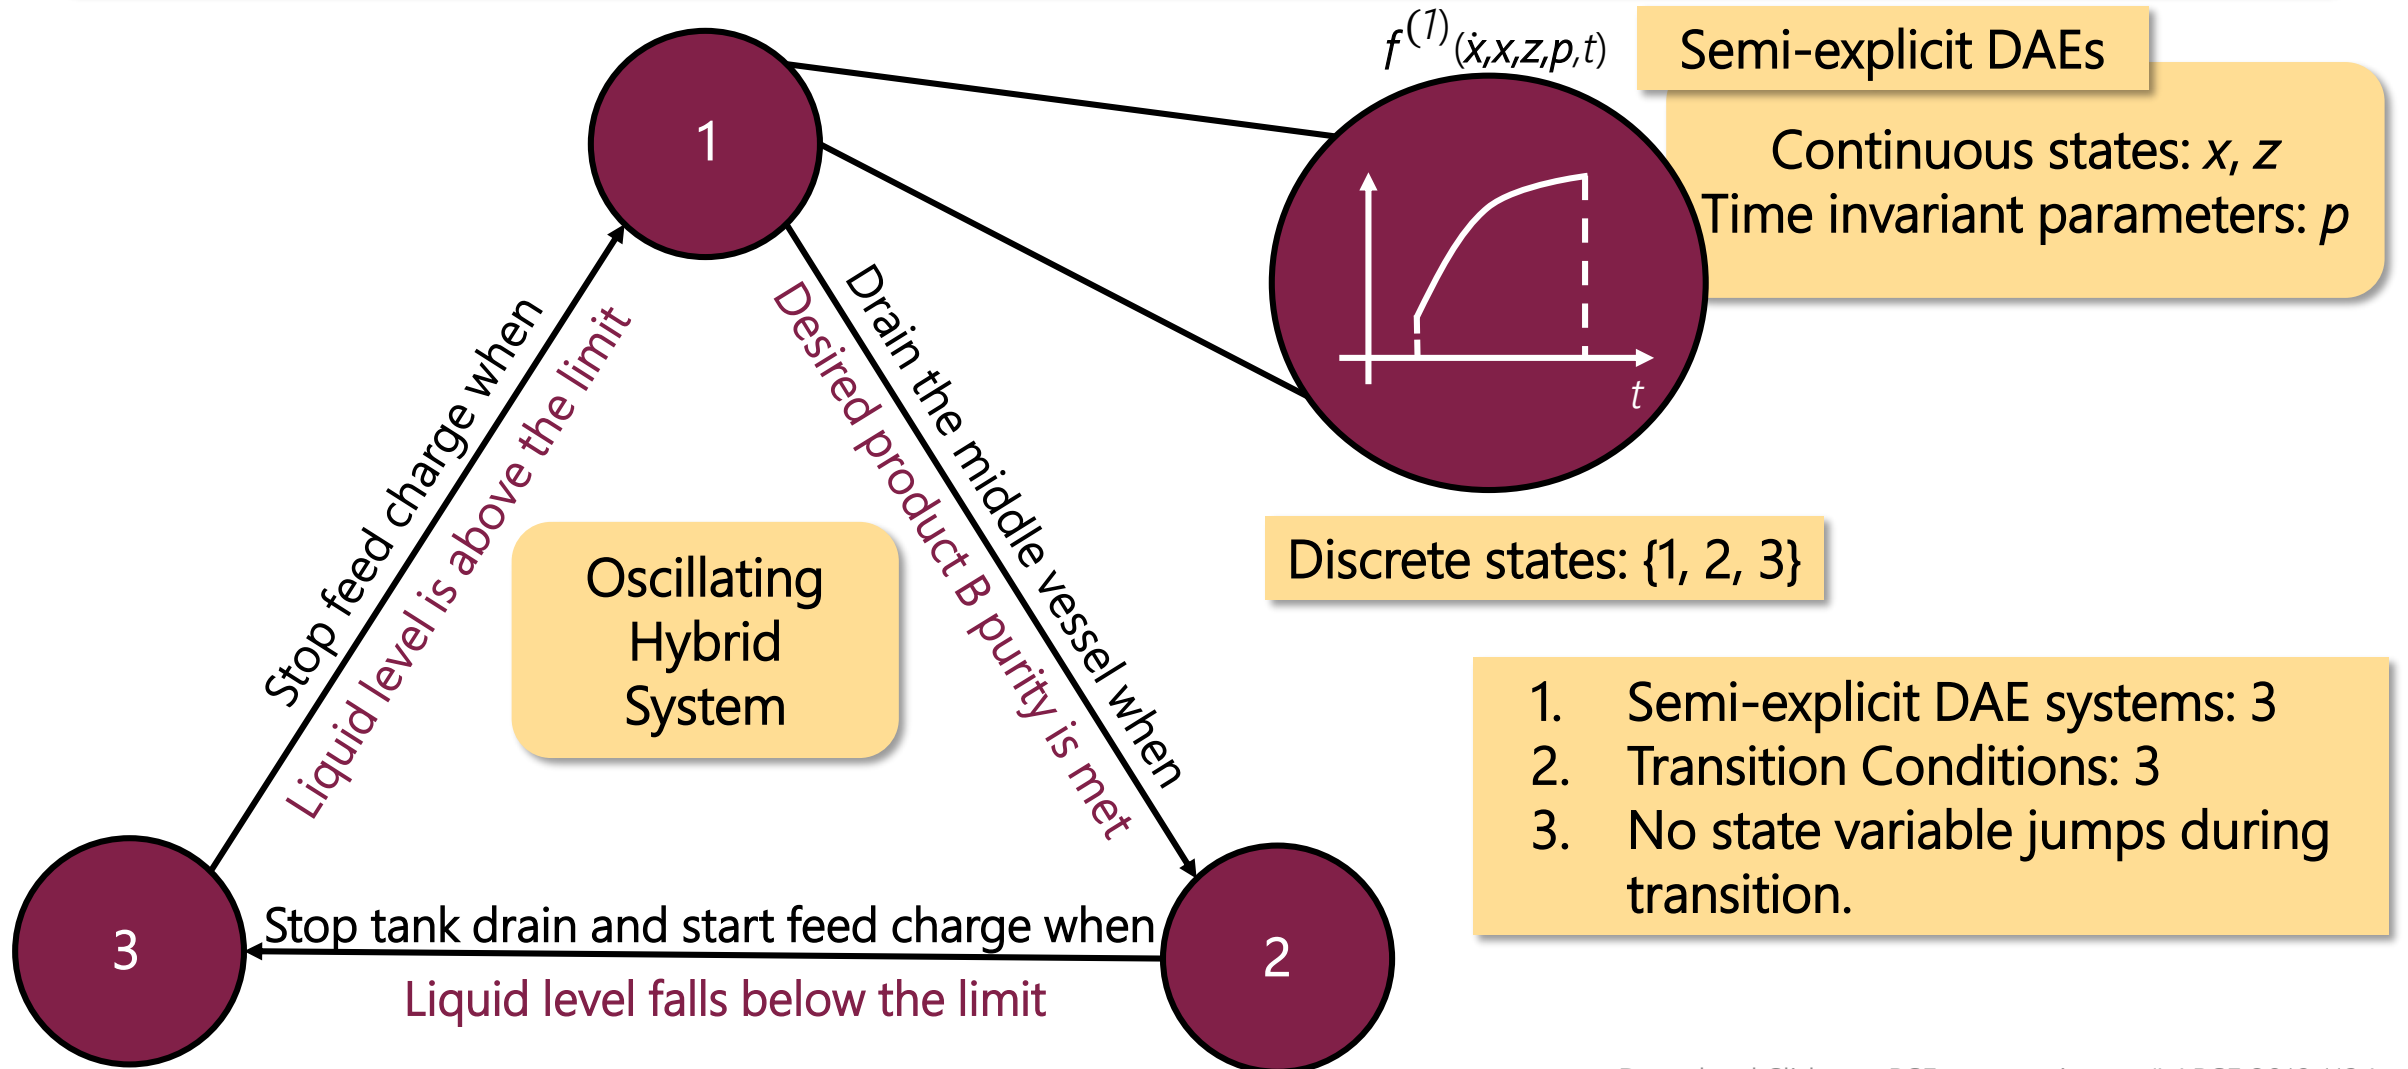 f⁽¹⁾(ẋ,x,z,p,t)
Semi-explicit DAEs
Continuous states: x, z
Time invariant parameters: p
1
t
Stop feed charge when
Liquid level is above the limit
Drain the middle vessel when
Desired product B purity is met
Oscillating
Hybrid
System
Discrete states: {1, 2, 3}
1. Semi-explicit DAE systems: 3
2. Transition Conditions: 3
3. No state variable jumps during
transition.
3
Stop tank drain and start feed charge when
Liquid level falls below the limit
2